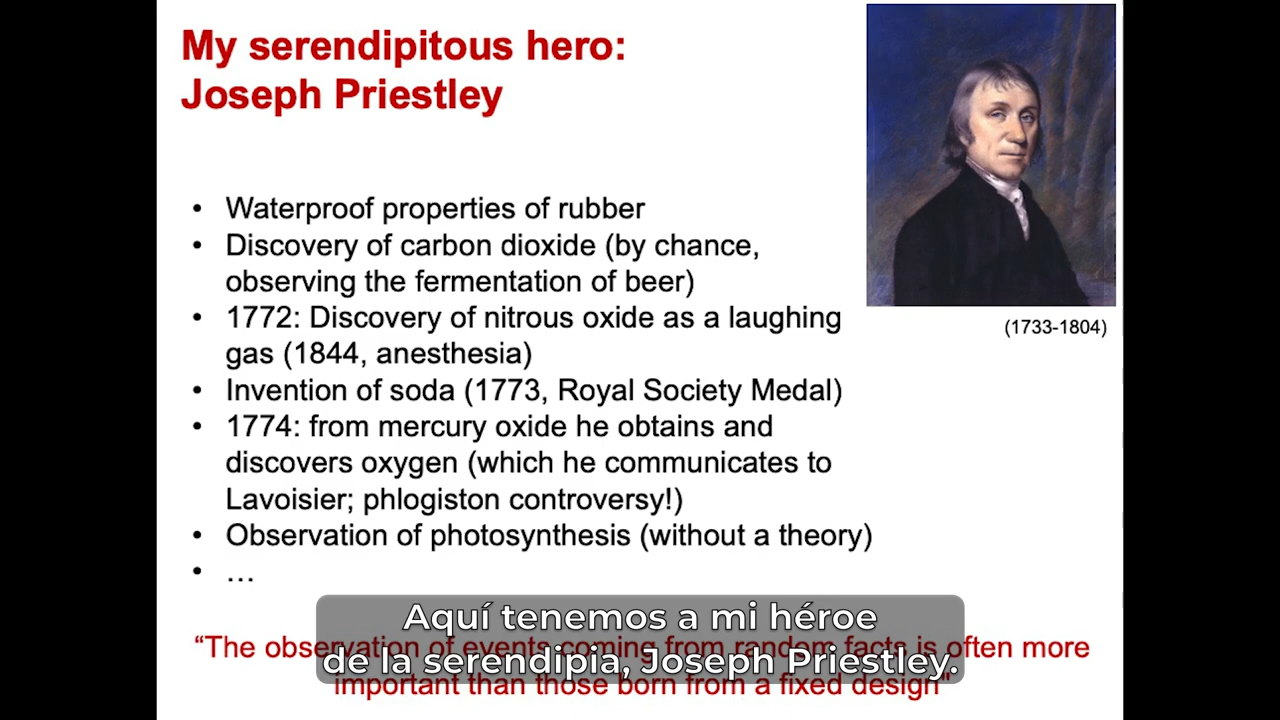 My serendipitous hero:
Joseph Priestley
• Waterproof properties of rubber
• Discovery of carbon dioxide (by chance,
observing the fermentation of beer)
• 1772: Discovery of nitrous oxide as a laughing
gas (1844, anesthesia)
• Invention of soda (1773, Royal Society Medal)
• 1774: from mercury oxide he obtains and
discovers oxygen (which he communicates to
Lavoisier; phlogiston controversy!)
• Observation of photosynthesis (without a theory)
• …
(1733-1804)
“The observation of events coming from random facts is often more
important than those born from a fixed design”
Aquí tenemos a mi héroe
de la serendipia, Joseph Priestley.